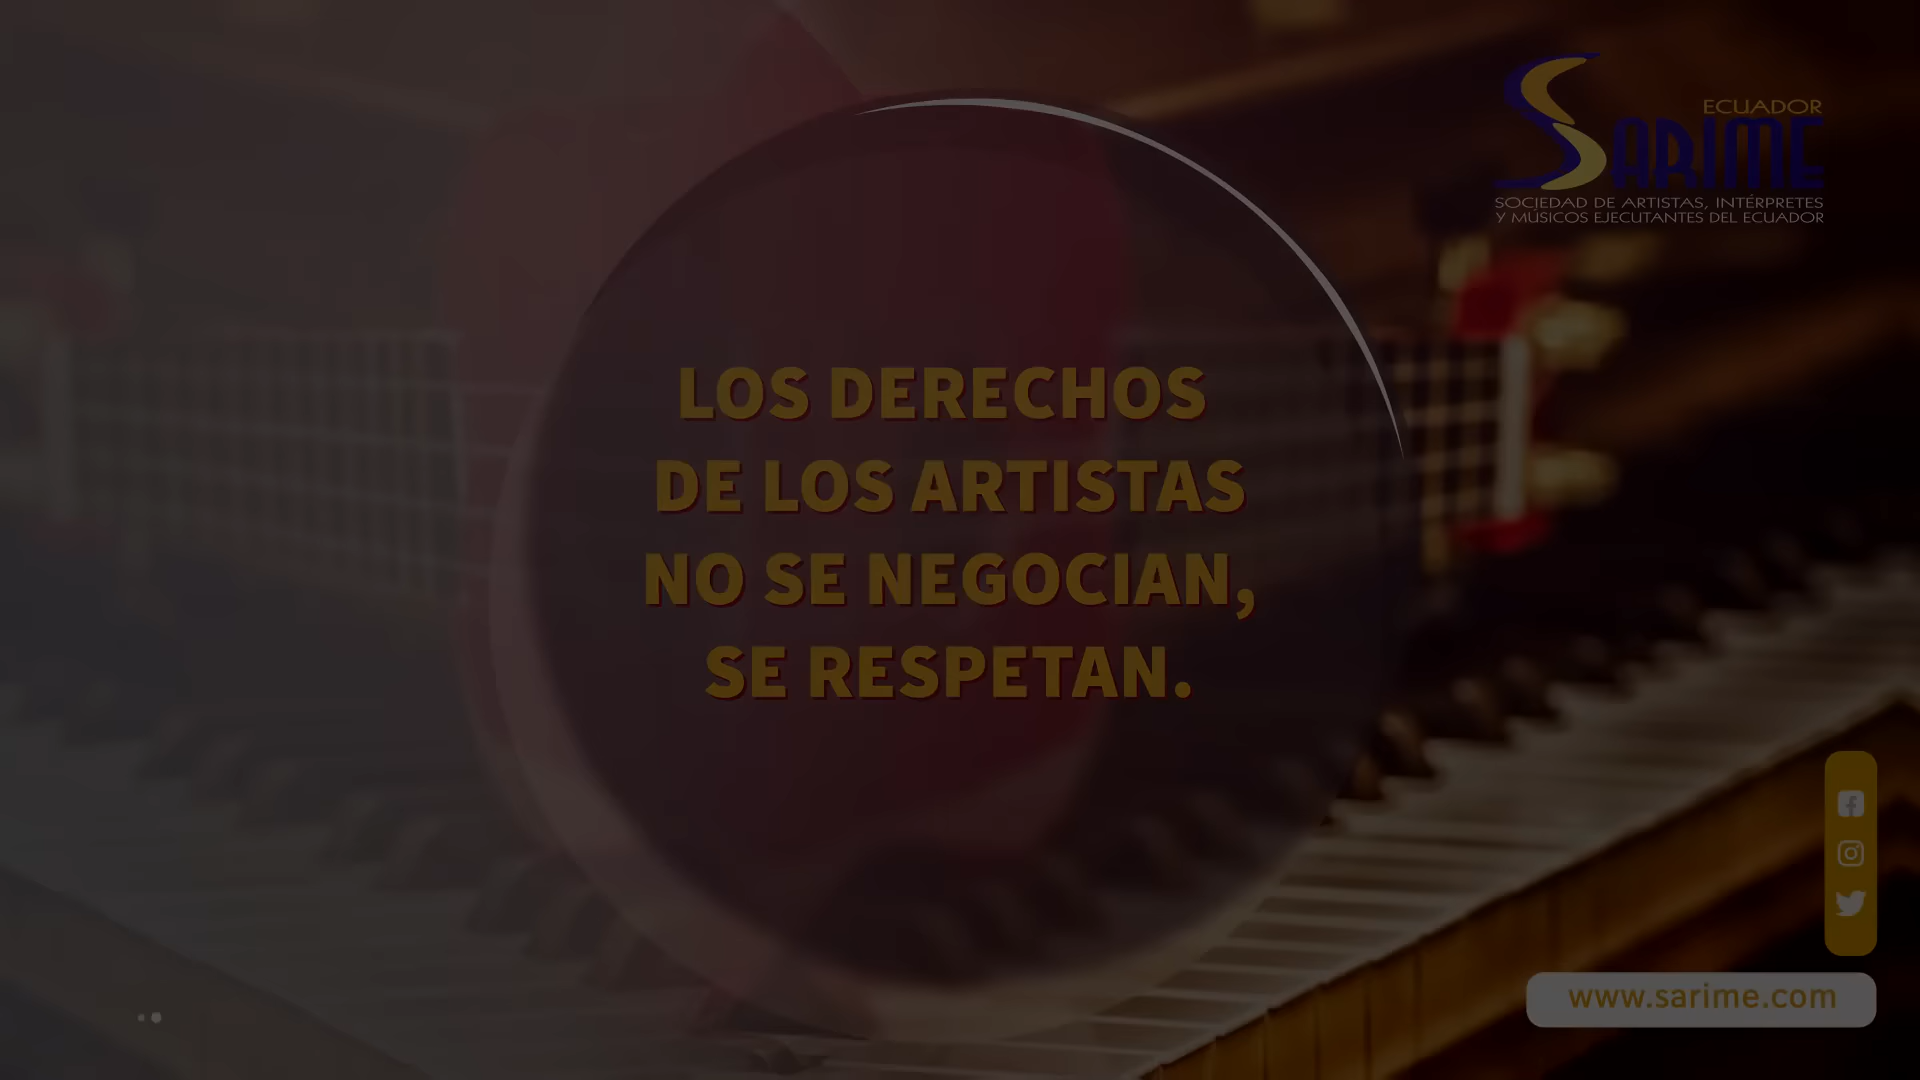 ECUADOR
SARIME
SOCIEDAD DE ARTISTAS, INTÉRPRETES
Y MÚSICOS EJECUTANTES DEL ECUADOR
LOS DERECHOS
DE LOS ARTISTAS
NO SE NEGOCIAN,
SE RESPETAN.
www.sarime.com